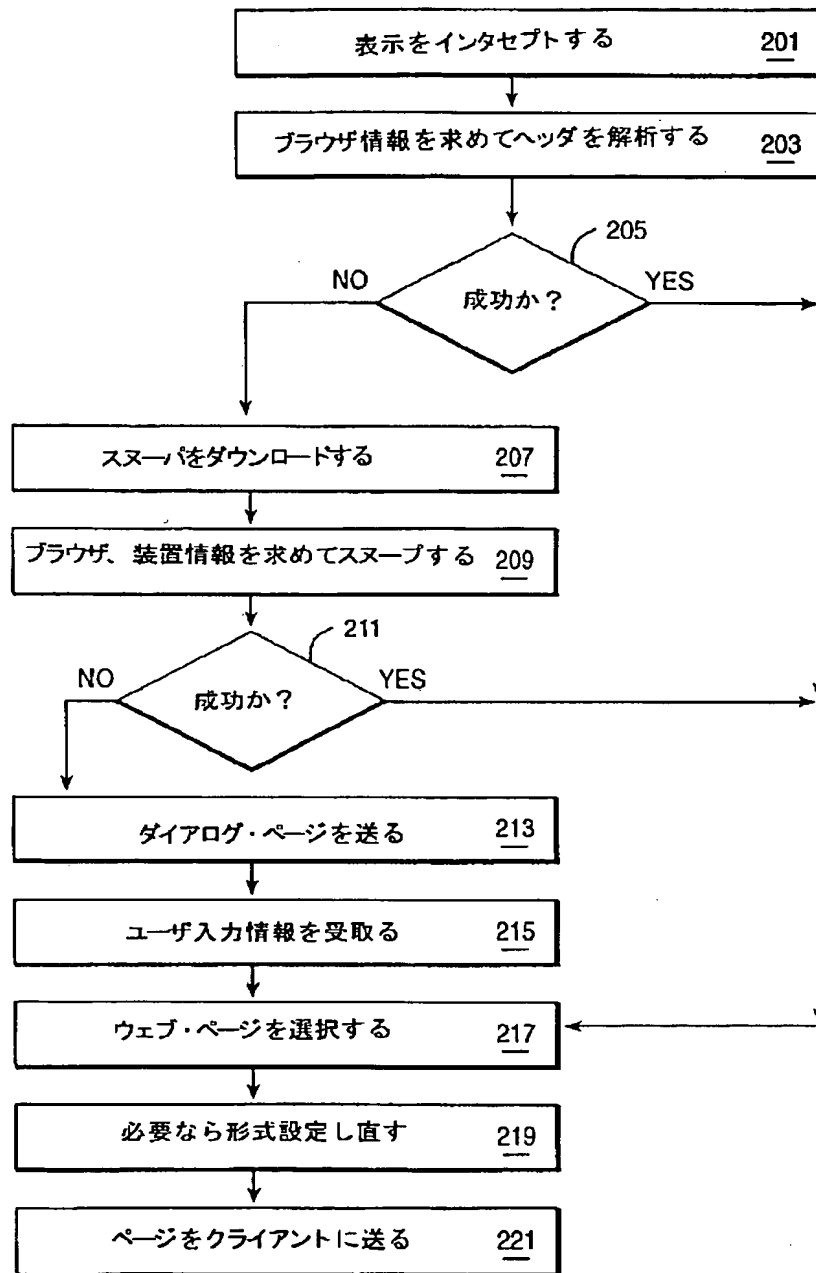 表示をインタセプトする 201
ブラウザ情報を求めてヘッダを解析する 203
205
NO 成功か? YES
スヌーパをダウンロードする 207
ブラウザ、装置情報を求めてスヌープする 209
211
NO 成功か? YES
ダイアログ・ページを送る 213
ユーザ入力情報を受取る 215
ウェブ・ページを選択する 217
必要なら形式設定し直す 219
ページをクライアントに送る 221